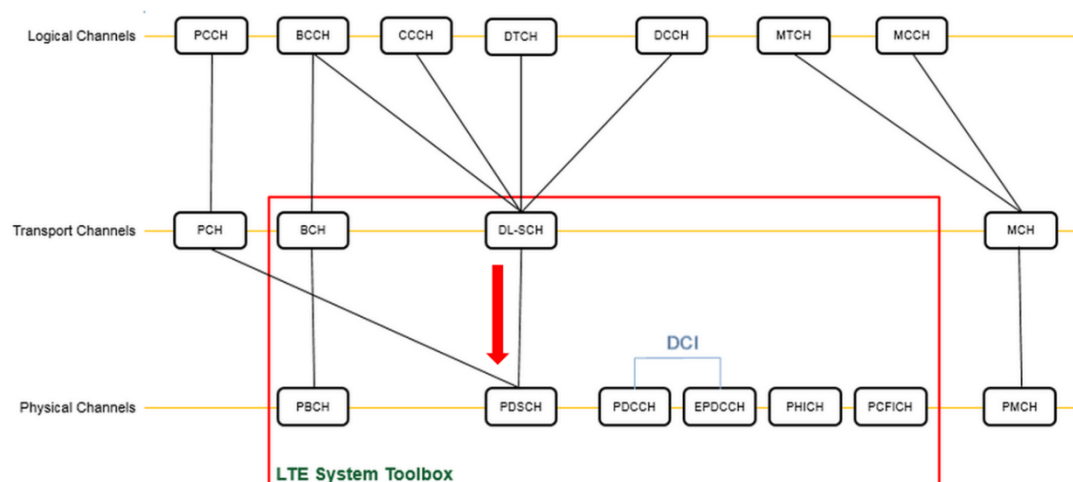 Logical Channels PCCH BCCH CCCH DTCH DCCH MTCH MCCH
Transport Channels PCH BCH DL-SCH MCH
DCI
Physical Channels PBCH PDSCH PDCCH EPDCCH PHICH PCFICH PMCH
LTE System Toolbox